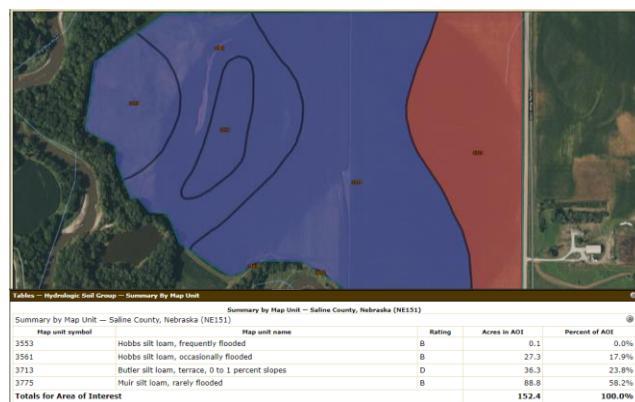 Tables — Hydrologic Soil Group — Summary By Map Unit
Summary by Map Unit — Saline County, Nebraska (NE151)
Summary by Map Unit — Saline County, Nebraska (NE151)
Map unit symbol Map unit name Rating Acres in AOI Percent of AOI
3553 Hobbs silt loam, frequently flooded B 0.1 0.0%
3561 Hobbs silt loam, occasionally flooded B 27.3 17.9%
3713 Butler silt loam, terrace, 0 to 1 percent slopes D 36.3 23.8%
3775 Muir silt loam, rarely flooded B 88.8 58.2%
Totals for Area of Interest 152.4 100.0%